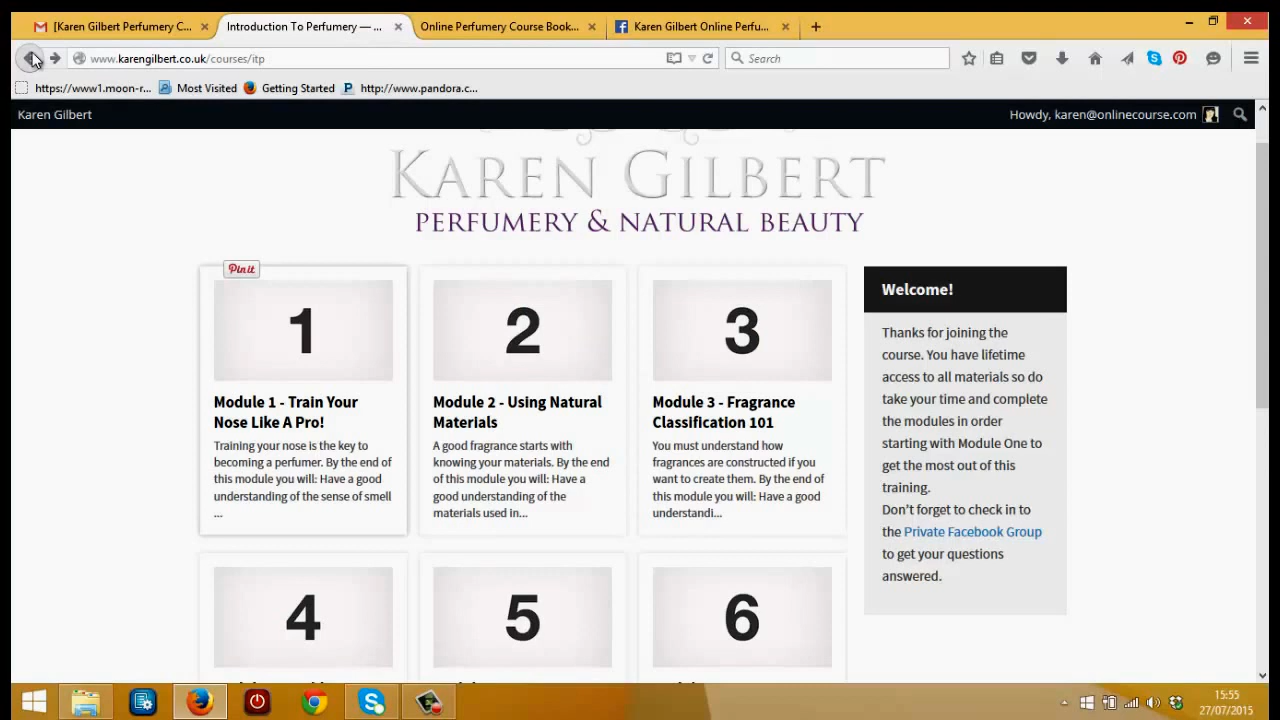 [Karen Gilbert Perfumery C...
Introduction To Perfumery — ...
Online Perfumery Course Book...
Karen Gilbert Online Perfu...
www.karengilbert.co.uk/courses/itp
Search
https://www1.moon-r...
Most Visited
Getting Started
http://www.pandora.c...
Karen Gilbert
Howdy, karen@onlinecourse.com
KAREN GILBERT
PERFUMERY & NATURAL BEAUTY
Pin it
1
Module 1 - Train Your
Nose Like A Pro!
Training your nose is the key to
becoming a perfumer. By the end of
this module you will: Have a good
understanding of the sense of smell
...
2
Module 2 - Using Natural
Materials
A good fragrance starts with
knowing your materials. By the end
of this module you will: Have a
good understanding of the
materials used in...
3
Module 3 - Fragrance
Classification 101
You must understand how
fragrances are constructed if you
want to create them. By the end of
this module you will: Have a good
understandi...
Welcome!
Thanks for joining the
course. You have lifetime
access to all materials so do
take your time and complete
the modules in order
starting with Module One to
get the most out of this
training.
Don't forget to check in to
the Private Facebook Group
to get your questions
answered.
4
5
6
15:55
27/07/2015